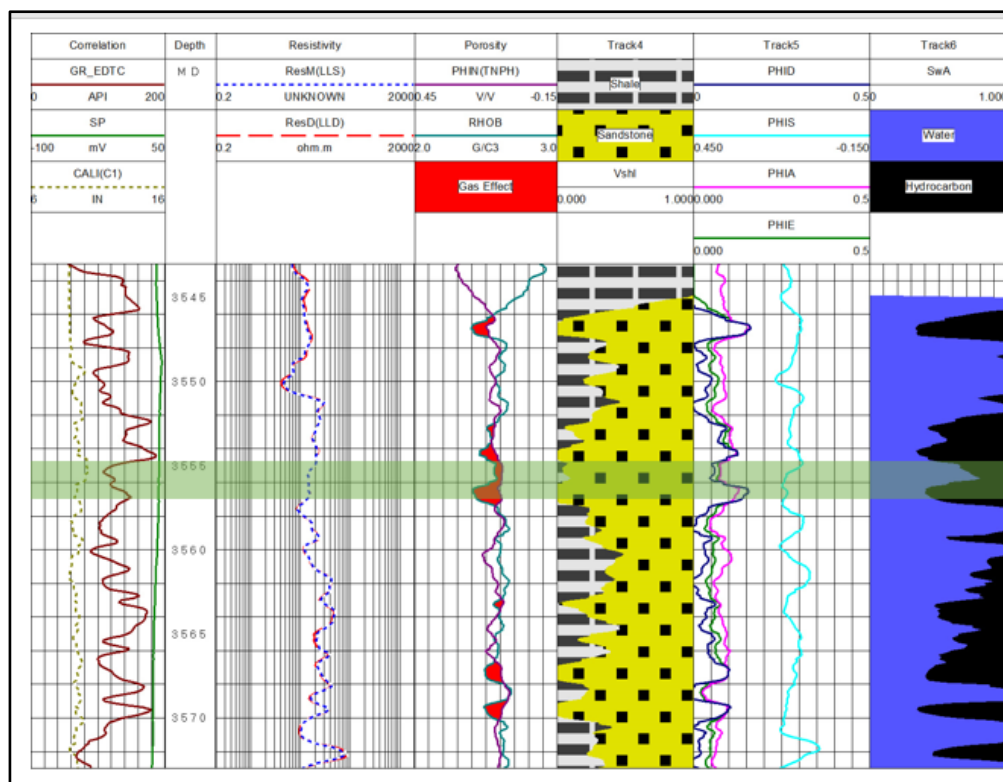 Correlation Depth Resistivity Porosity Track4 Track5 Track6
GR_EDTC M D ResM(LLS) PHIN(TNPH) Shale PHID SwA
0 API 200 0.2 UNKNOWN 2000 0.45 V/V -0.15 0.50 1.000
SP ResD(LLD) RHOB Sandstone PHIS Water
-100 mV 50 0.2 ohm.m 2000 2.0 G/C3 3.0 0.450 -0.150
CALI(C1) Gas Effect Vshl PHIA Hydrocarbon
6 IN 16 0.000 1.000 0.000 0.5
PHIE
0.000 0.5
3545
3550
3555
3560
3565
3570